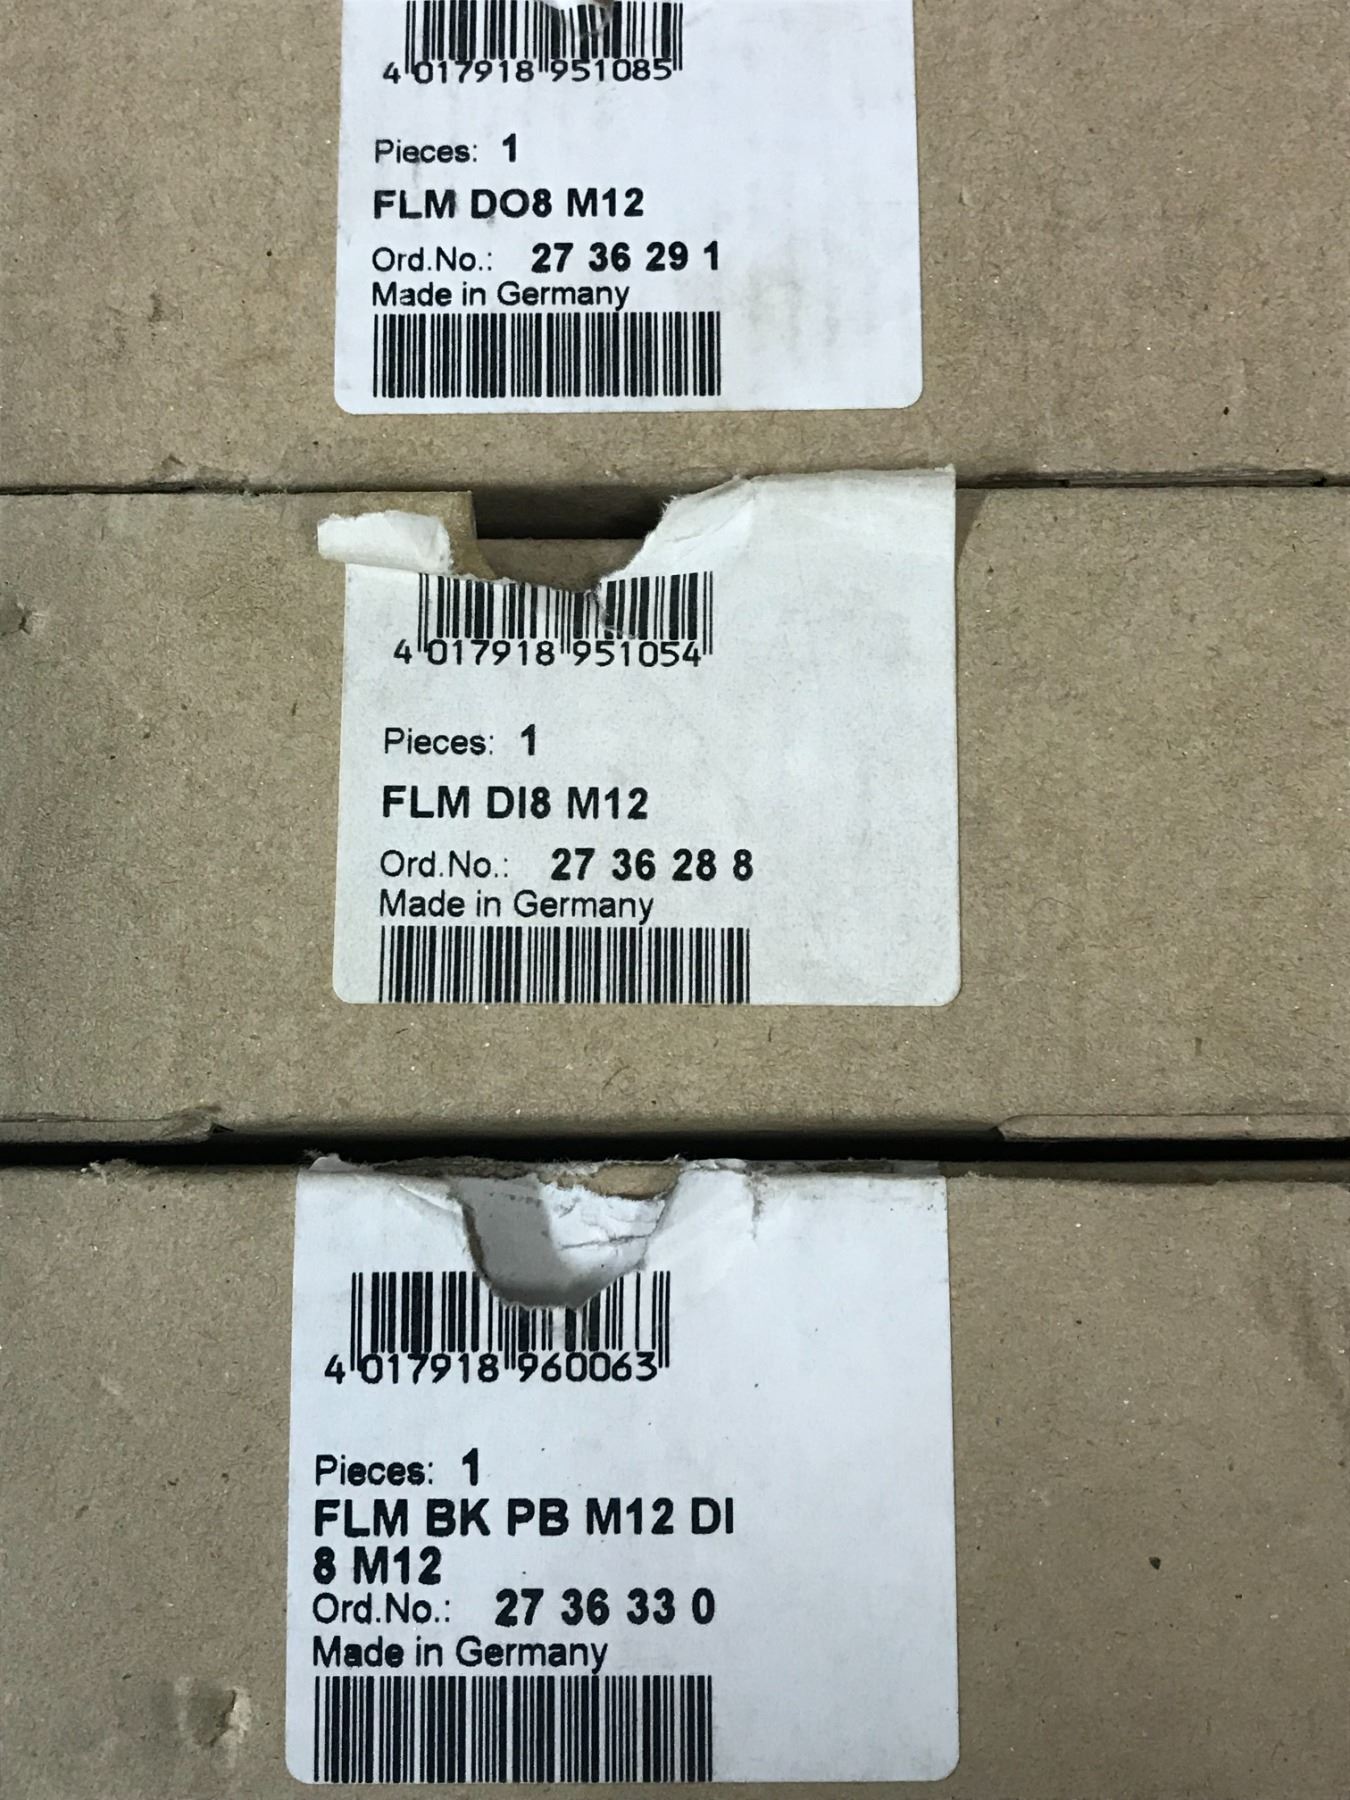 4 017918 951085
Pieces: 1
FLM DO8 M12
Ord.No.: 27 36 29 1
Made in Germany
4 017918 951054
Pieces: 1
FLM DI8 M12
Ord.No.: 27 36 28 8
Made in Germany
4 017918 960063
Pieces: 1
FLM BK PB M12 DI
8 M12
Ord.No.: 27 36 33 0
Made in Germany